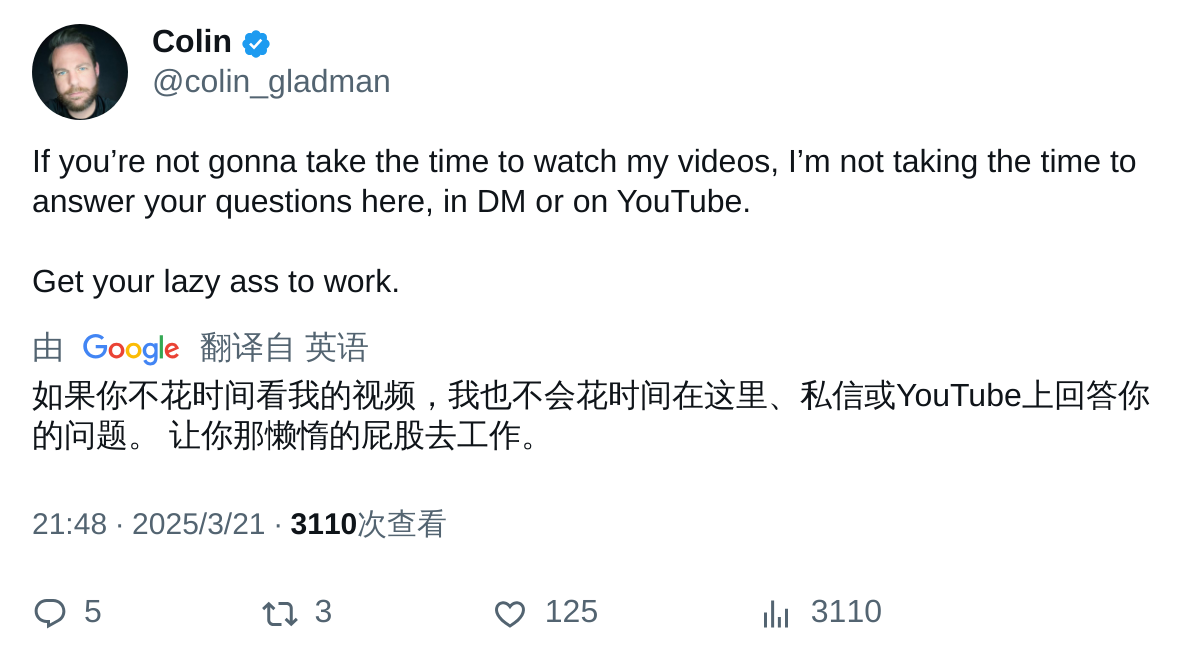 Colin
@colin_gladman
If you’re not gonna take the time to watch my videos, I’m not taking the time to
answer your questions here, in DM or on YouTube.
Get your lazy ass to work.
由 Google 翻译自 英语
如果你不花时间看我的视频，我也不会花时间在这里、私信或YouTube上回答你
的问题。 让你那懒惰的屁股去工作。
21:48 · 2025/3/21 · 3110次查看
5 3 125 3110